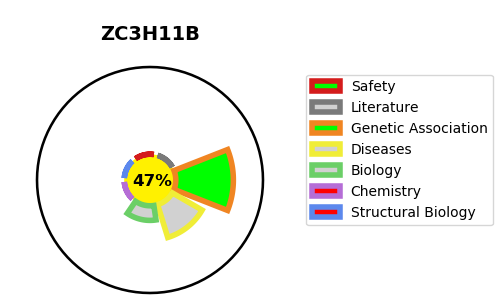 ZC3H11B
47%
Safety
Literature
Genetic Association
Diseases
Biology
Chemistry
Structural Biology